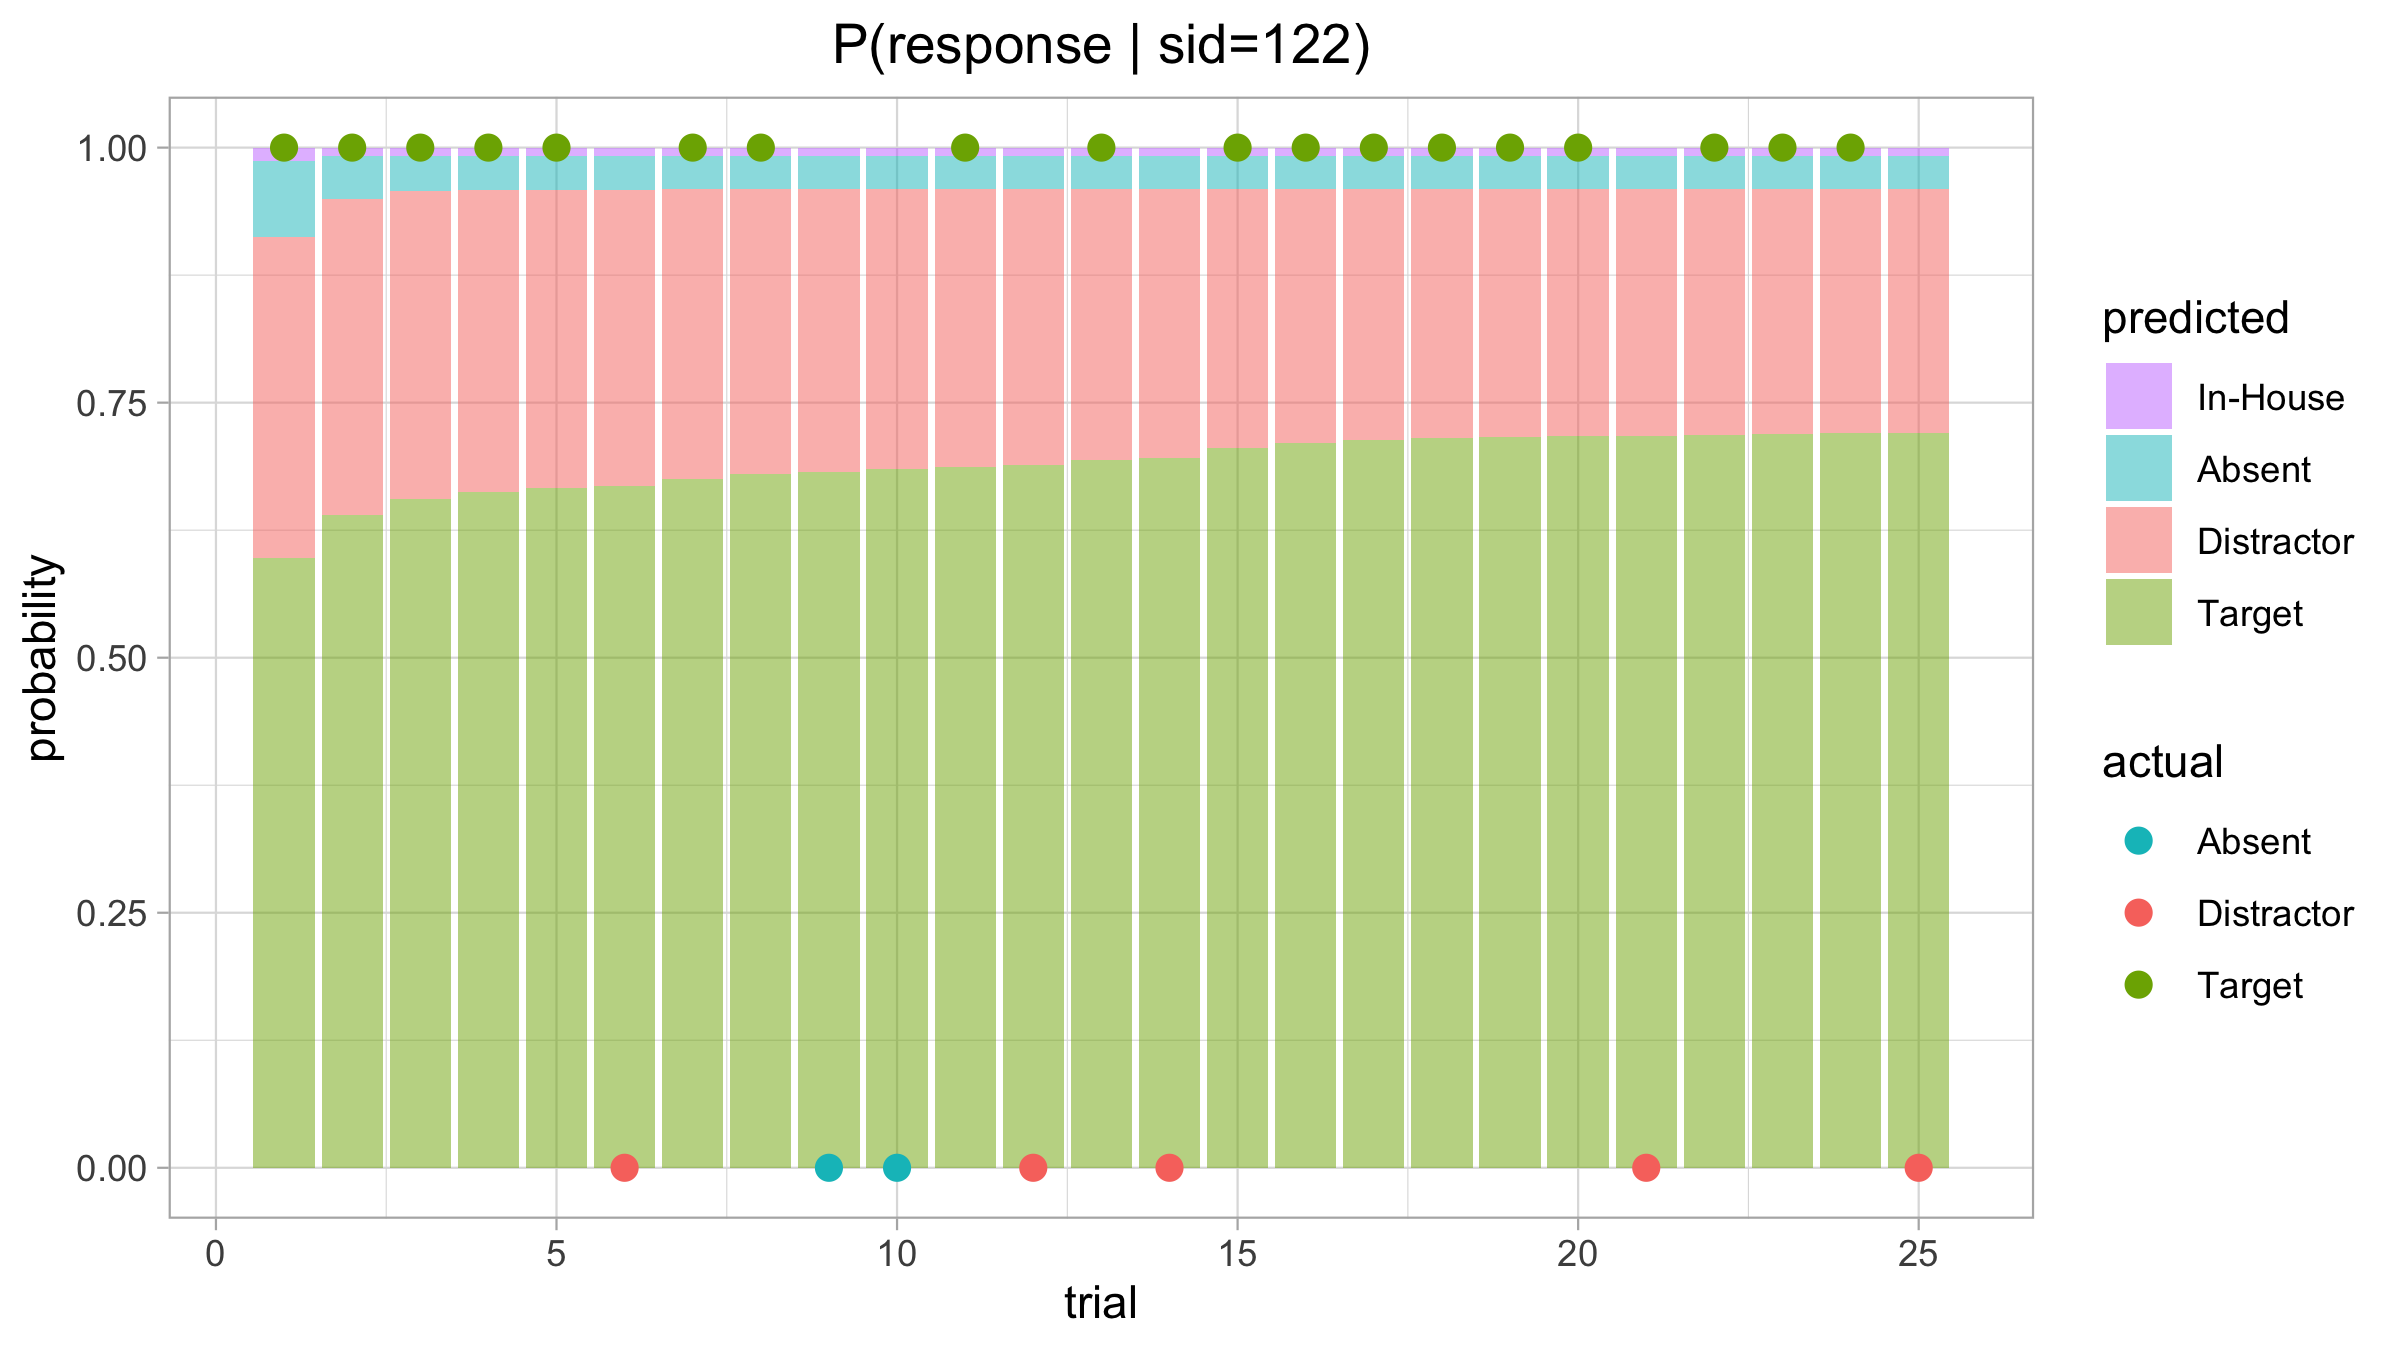 P(response | sid=122)
probability
1.00
0.75
0.50
0.25
0.00
0 5 10 15 20 25
trial
predicted
In-House
Absent
Distractor
Target
actual
Absent
Distractor
Target